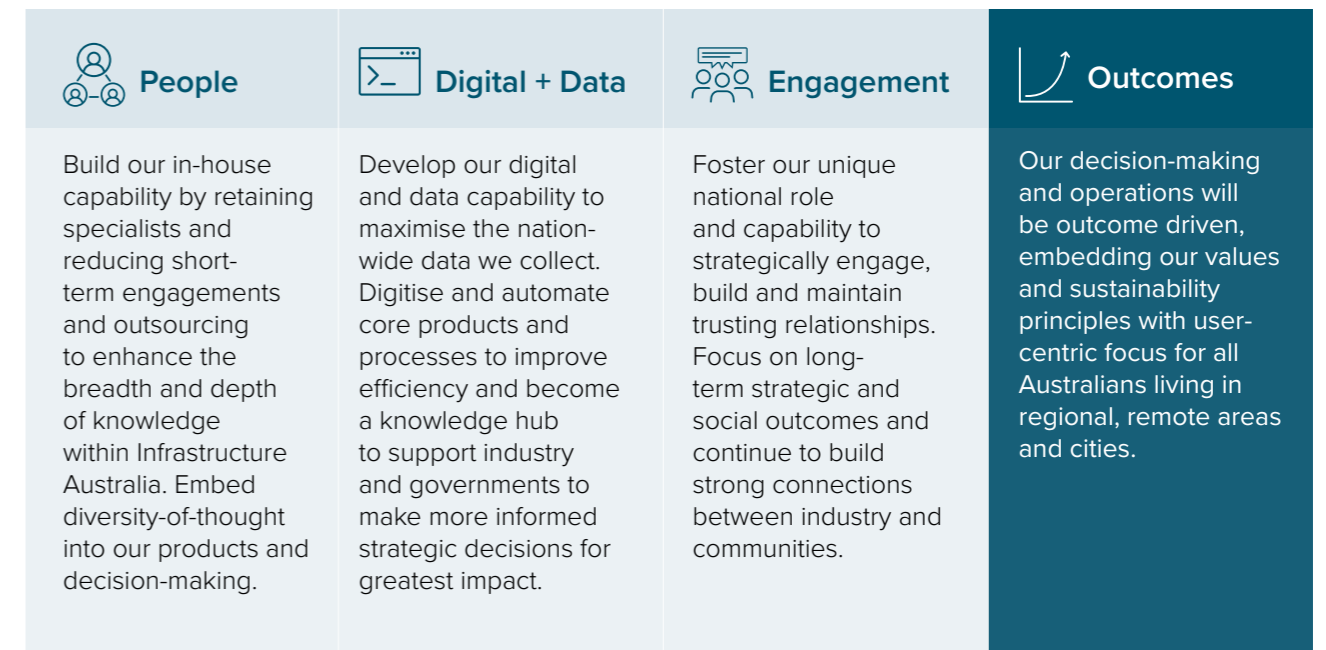 People
Build our in-house
capability by retaining
specialists and
reducing short-
term engagements
and outsourcing
to enhance the
breadth and depth
of knowledge
within Infrastructure
Australia. Embed
diversity-of-thought
into our products and
decision-making.
Digital + Data
Develop our digital
and data capability to
maximise the nation-
wide data we collect.
Digitise and automate
core products and
processes to improve
efficiency and become
a knowledge hub
to support industry
and governments to
make more informed
strategic decisions for
greatest impact.
Engagement
Foster our unique
national role
and capability to
strategically engage,
build and maintain
trusting relationships.
Focus on long-
term strategic and
social outcomes and
continue to build
strong connections
between industry and
communities.
Outcomes
Our decision-making
and operations will
be outcome driven,
embedding our values
and sustainability
principles with user-
centric focus for all
Australians living in
regional, remote areas
and cities.